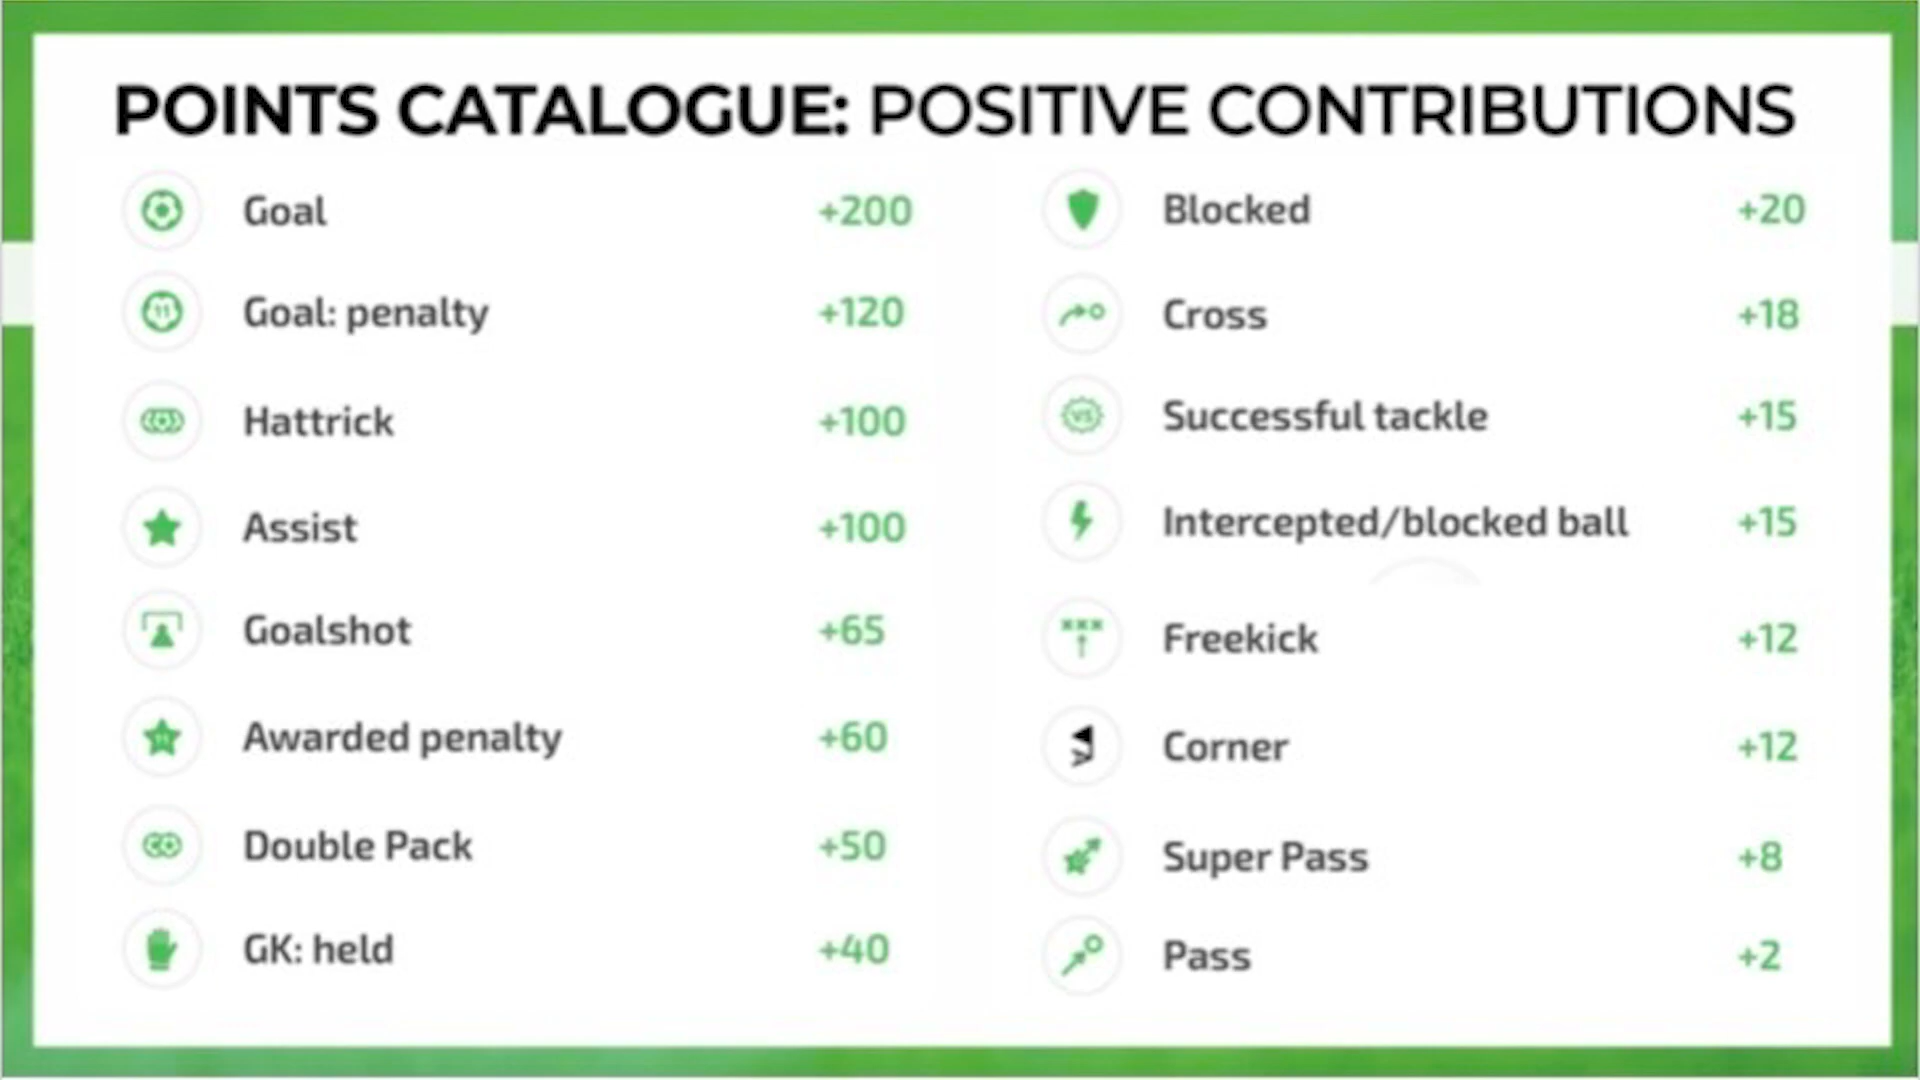 POINTS CATALOGUE: POSITIVE CONTRIBUTIONS
Goal +200
Goal: penalty +120
Hattrick +100
Assist +100
Goalshot +65
Awarded penalty +60
Double Pack +50
GK: held +40
Blocked +20
Cross +18
Successful tackle +15
Intercepted/blocked ball +15
Freekick +12
Corner +12
Super Pass +8
Pass +2